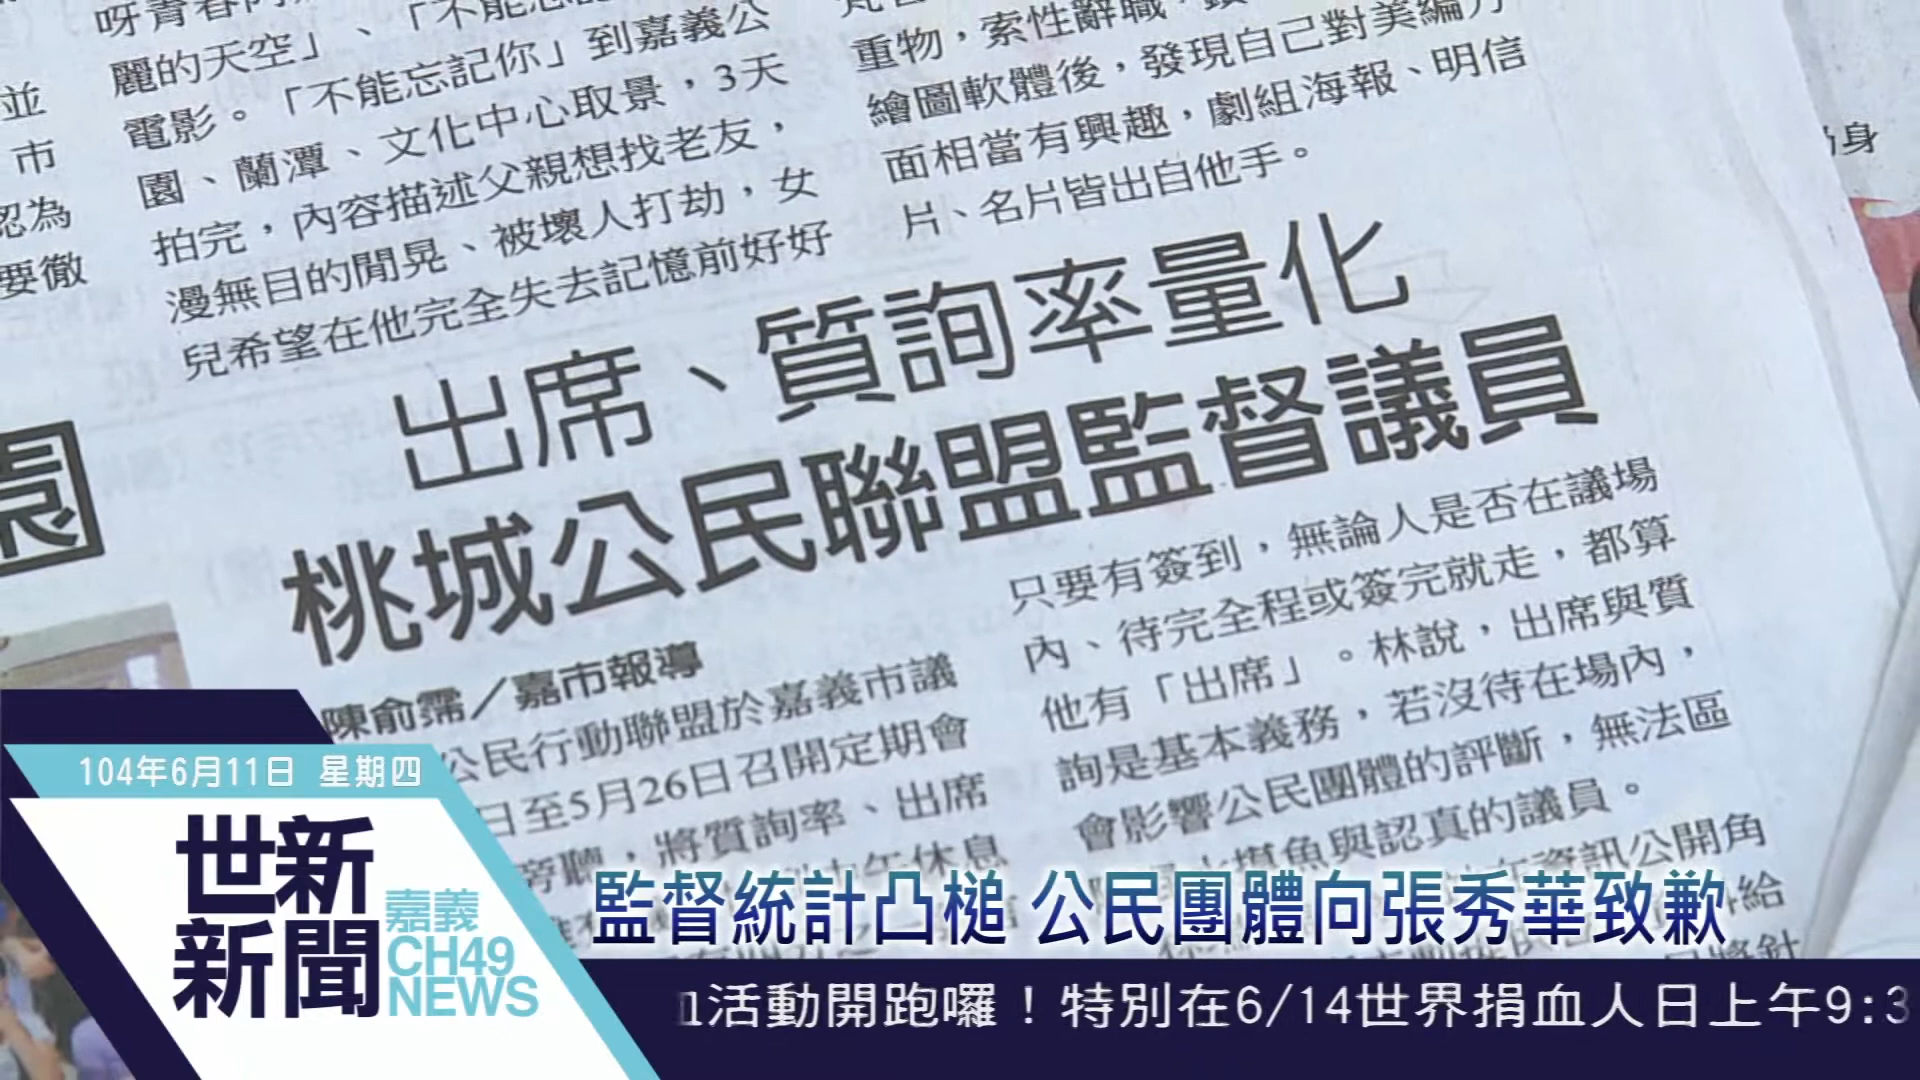 麗的天空」、「不能忘記你」到嘉義公
電影。「不能忘記你」
園、蘭潭、文化中心取景，3天
拍完，內容描述父親想找老友，
漫無目的閒晃、被壞人打劫，女
兒希望在他完全失去記憶前好好
並
市
認為
要徹
重物，索性辭職，
繪圖軟體後，發現自己對美編方
面相當有興趣，劇組海報、明信
片、名片皆出自他手。
園
出席、質詢率量化
桃城公民聯盟監督議員
陳俞霈／嘉市報導
公民行動聯盟於嘉義市議
日至5月26日召開定期會
旁聽，將質詢率、出席
只要有簽到，無論人是否在議場
內、待完全程或簽完就走，都算
他有「出席」。林說，出席與質
詢是基本義務，若沒待在場內，
會影響公民團體的評斷，無法區
摸魚與認真的議員。
資訊公開角
104年6月11日 星期四
世新
新聞
嘉義
CH49
NEWS
監督統計凸槌 公民團體向張秀華致歉
1活動開跑囉！特別在6/14世界捐血人日上午9:3